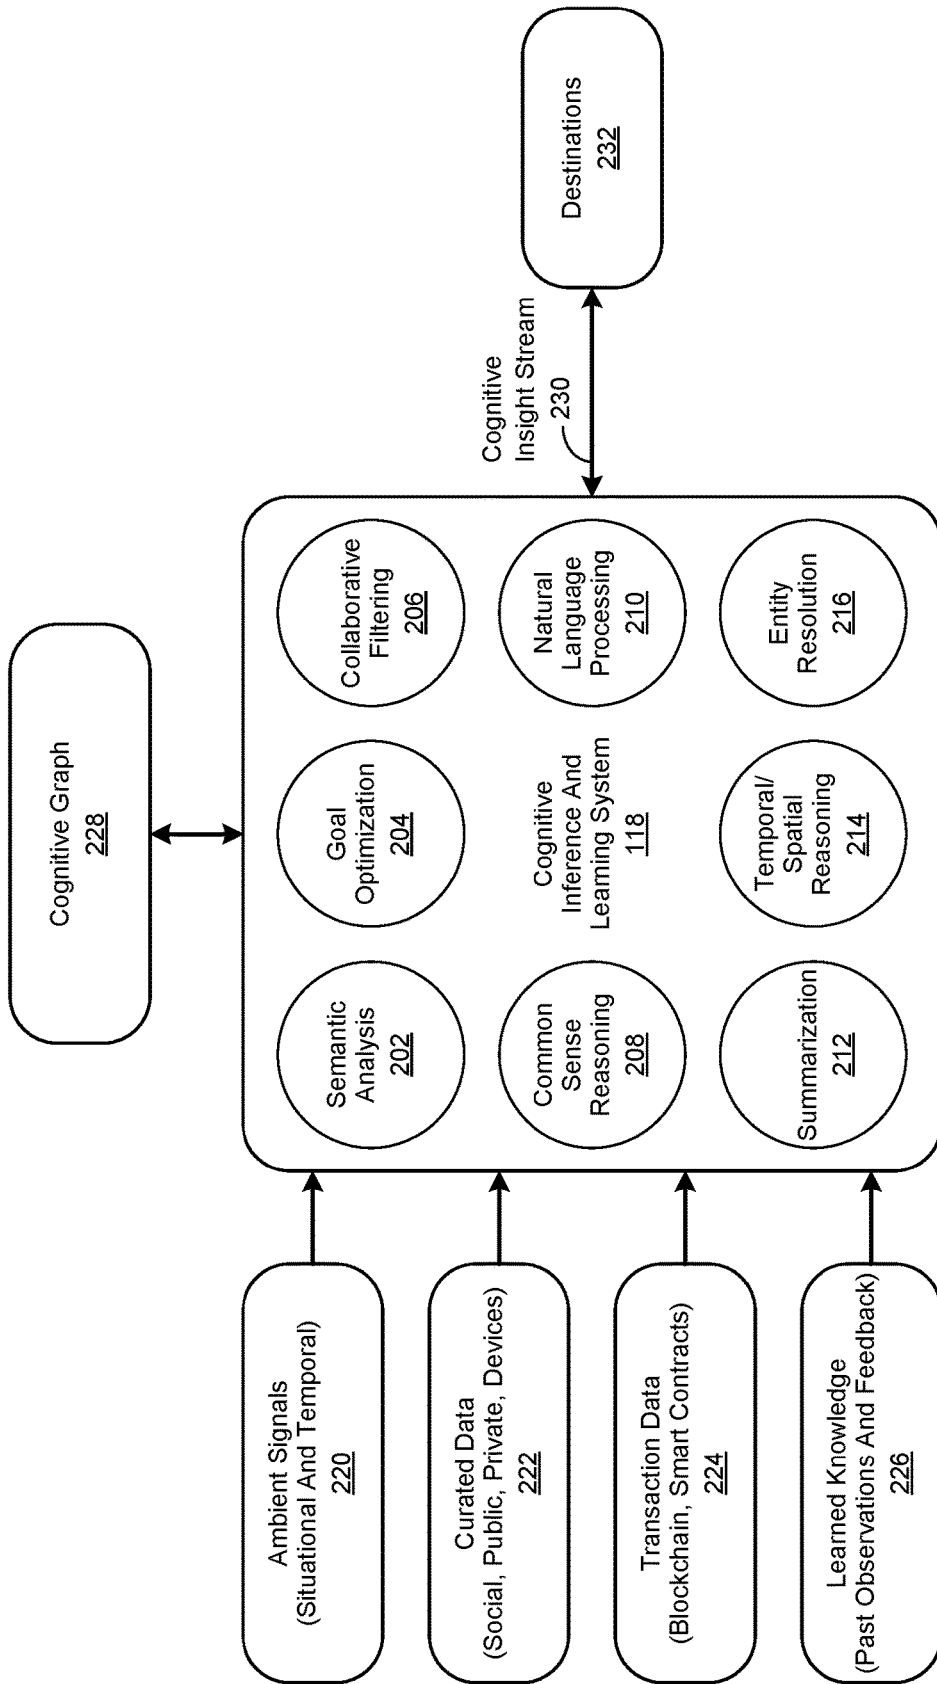 Cognitive Graph
228
Ambient Signals
(Situational And Temporal)
220
Curated Data
(Social, Public, Private, Devices)
222
Transaction Data
(Blockchain, Smart Contracts)
224
Learned Knowledge
(Past Observations And Feedback)
226
Semantic
Analysis
202
Goal
Optimization
204
Collaborative
Filtering
206
Common
Sense
Reasoning
208
Cognitive
Inference And
Learning System
118
Natural
Language
Processing
210
Summarization
212
Temporal/
Spatial
Reasoning
214
Entity
Resolution
216
Cognitive
Insight Stream
230
Destinations
232